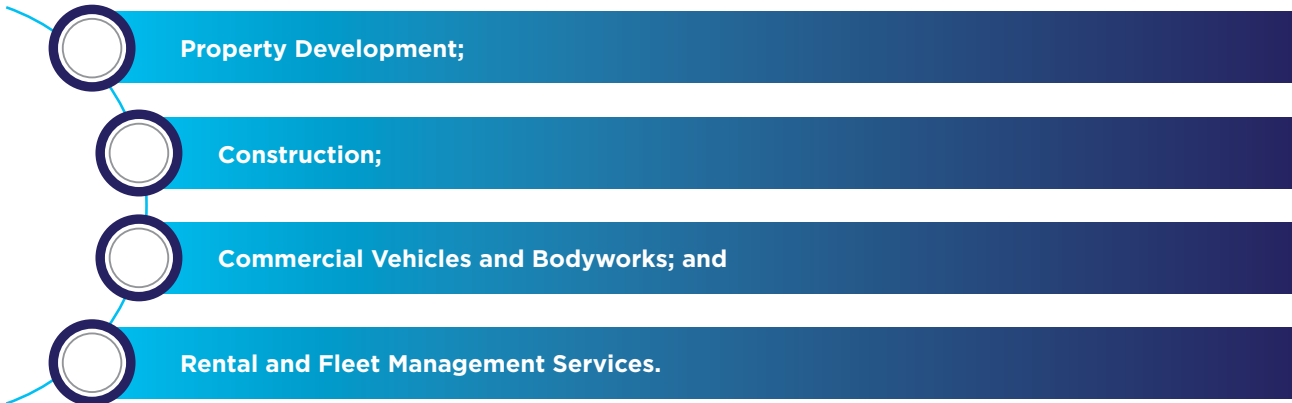 Property Development;
Construction;
Commercial Vehicles and Bodyworks; and
Rental and Fleet Management Services.